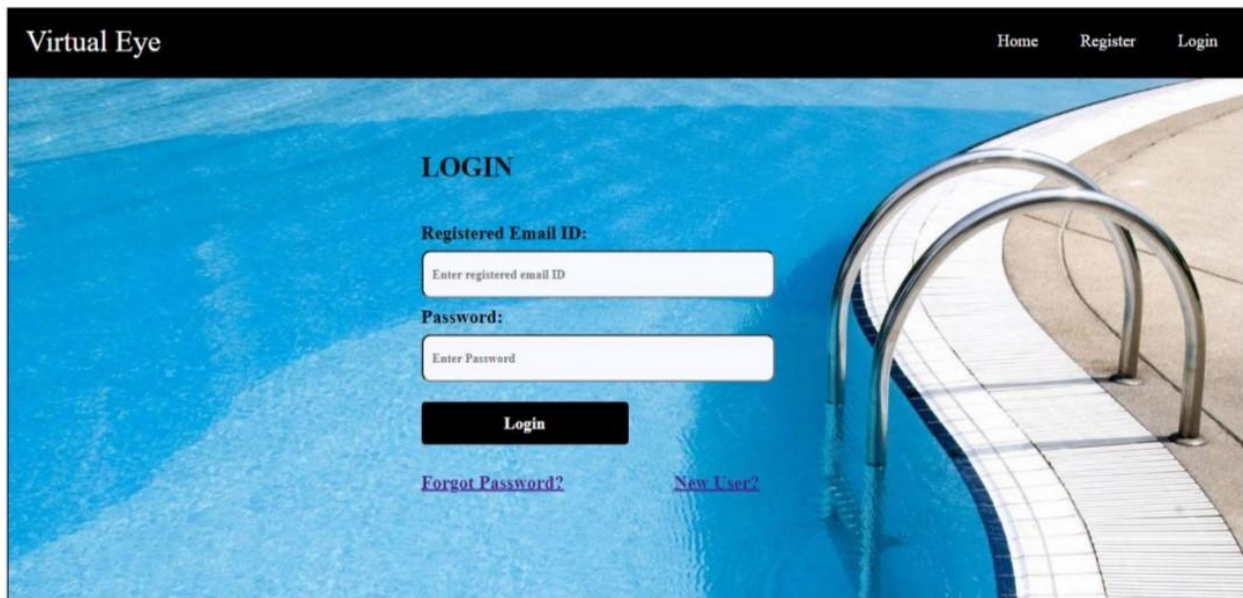 Virtual Eye
Home Register Login
LOGIN
Registered Email ID:
Enter registered email ID
Password:
Enter Password
Login
Forgot Password? New User?